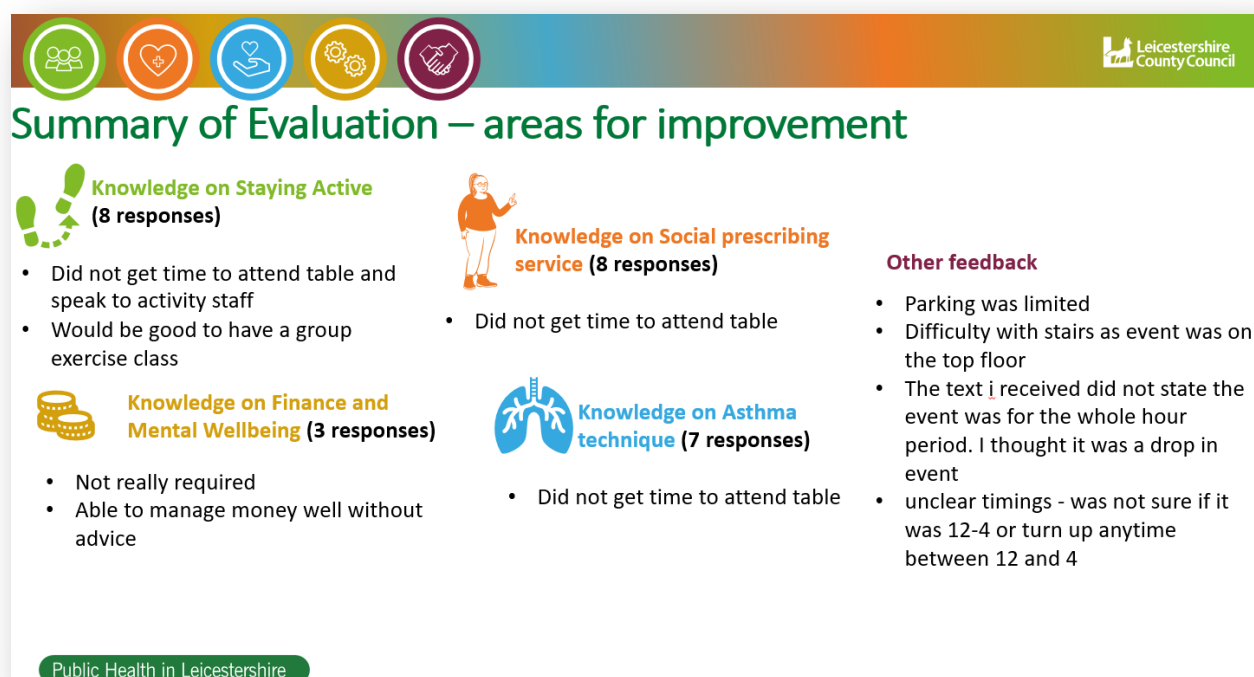 Leicestershire
County Council
Summary of Evaluation – areas for improvement
Knowledge on Staying Active
(8 responses)
• Did not get time to attend table and
speak to activity staff
• Would be good to have a group
exercise class
Knowledge on Finance and
Mental Wellbeing (3 responses)
• Not really required
• Able to manage money well without
advice
Knowledge on Social prescribing
service (8 responses)
• Did not get time to attend table
Knowledge on Asthma
technique (7 responses)
• Did not get time to attend table
Other feedback
• Parking was limited
• Difficulty with stairs as event was on
the top floor
• The text i received did not state the
event was for the whole hour
period. I thought it was a drop in
event
• unclear timings - was not sure if it
was 12-4 or turn up anytime
between 12 and 4
Public Health in Leicestershire